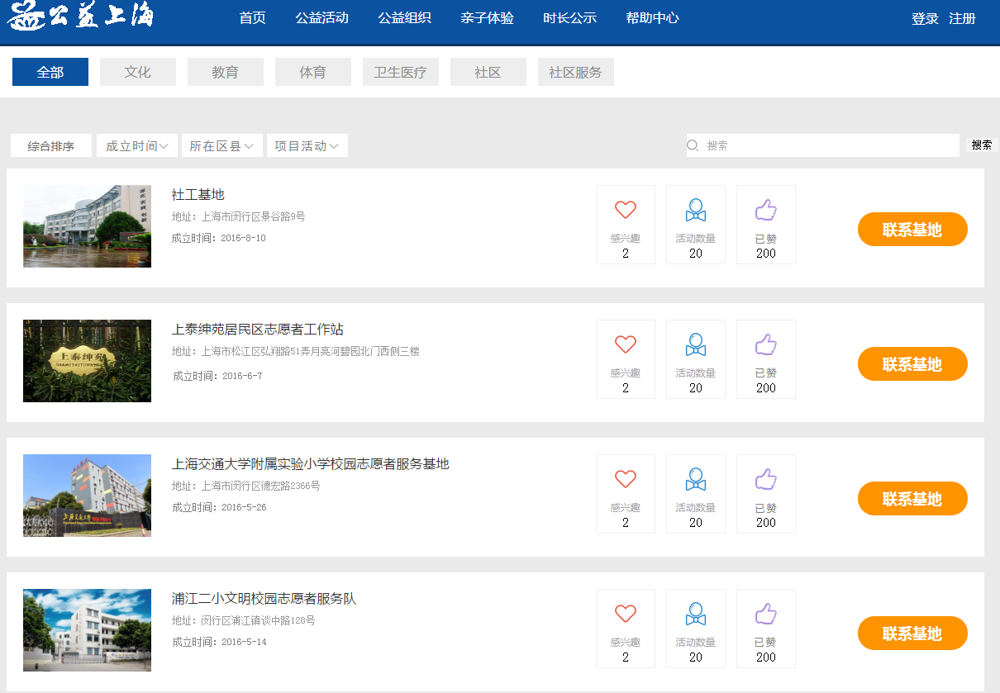 公益上海
首页 公益活动 公益组织 亲子体验 时长公示 帮助中心 登录 注册
全部 文化 教育 体育 卫生医疗 社区 社区服务
综合排序 成立时间 所在区县 项目活动 搜索 搜索
社工基地
地址：上海市闵行区景谷路9号
成立时间：2016-8-10
感兴趣 活动数量 已赞
2 20 200
联系基地
上泰绅苑
SHANGTAITOWN
上泰绅苑居民区志愿者工作站
地址：上海市松江区弘翔路51弄月亮河碧园北门西侧三楼
成立时间：2016-6-7
感兴趣 活动数量 已赞
2 20 200
联系基地
上海交通大学附属实验小学校园志愿者服务基地
地址：上海市闵行区德宏路2366号
成立时间：2016-5-26
感兴趣 活动数量 已赞
2 20 200
联系基地
浦江二小文明校园志愿者服务队
地址：闵行区浦江镇谈中路128号
成立时间：2016-5-14
感兴趣 活动数量 已赞
2 20 200
联系基地